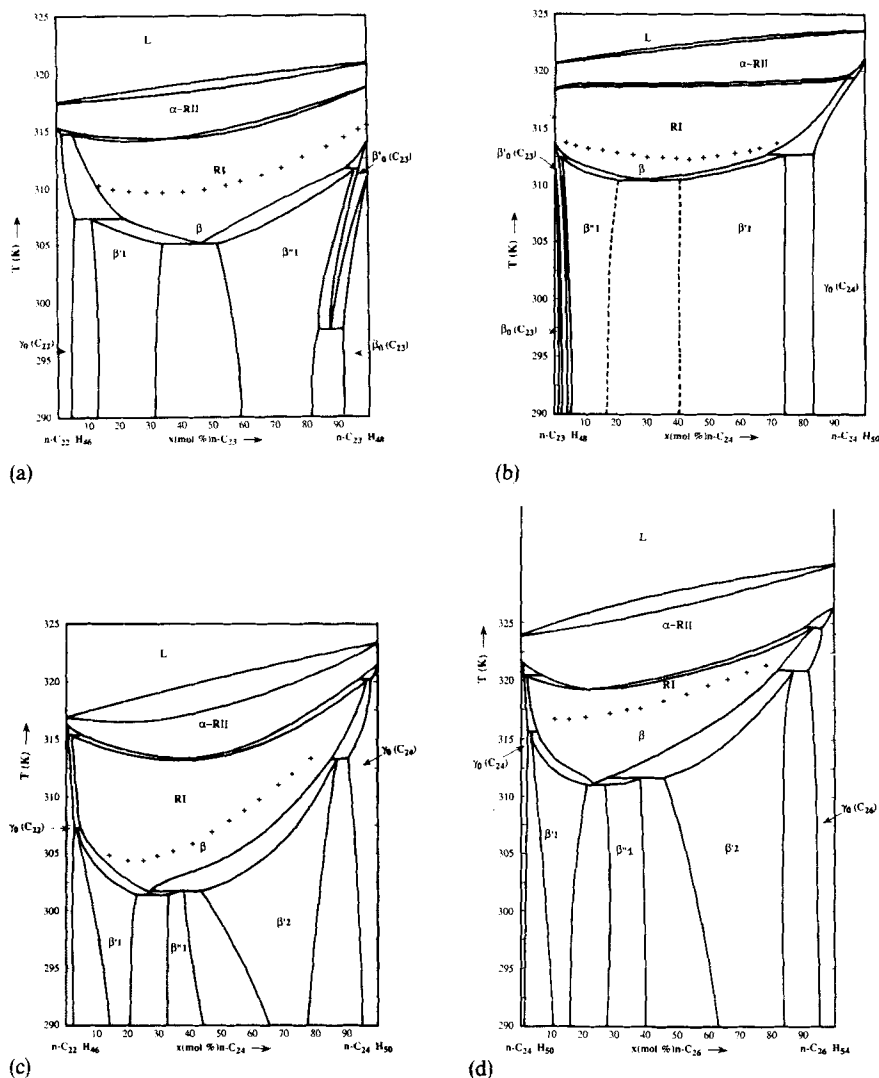 325
L
320
α-RII
315
RI
β'0 (C23)
310
β
T (K)
305
β'1
β"1
300
γ0 (C22)
β0 (C23)
295
290
n-C22 H46 10 20 30 40 50 60 70 80 90 n-C23 H48
x(mol %)n-C23
(a)
325
L
320
α-RII
315
RI
β'0 (C23)
β
310
T (K)
305
β"1
β'1
300
γ0 (C24)
β0 (C23)
295
290
n-C23 H48 10 20 30 40 50 60 70 80 90 n-C24 H50
x(mol %)n-C24
(b)
325
L
320
α-RII
315
T (K)
γ0 (C24)
310
RI
γ0 (C22)
β
305
300
β'1
β"1
β'2
295
290
n-C22 H46 10 20 30 40 50 60 70 80 90 n-C24 H50
x(mol %)n-C24
(c)
L
325
α-RII
320
T (K)
RI
315
γ0 (C24)
β
310
γ0 (C26)
β'1
β"1
β'2
305
300
295
290
n-C24 H50 10 20 30 40 50 60 70 80 90 n-C26 H54
x(mol %)n-C26
(d)